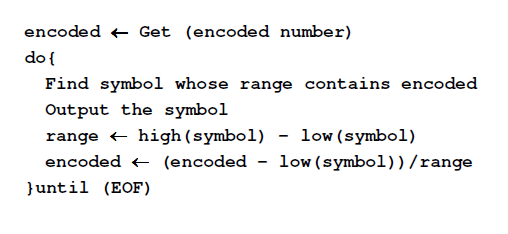 encoded ← Get (encoded number)
do{
Find symbol whose range contains encoded
Output the symbol
range ← high(symbol) - low(symbol)
encoded ← (encoded - low(symbol))/range
}until (EOF)